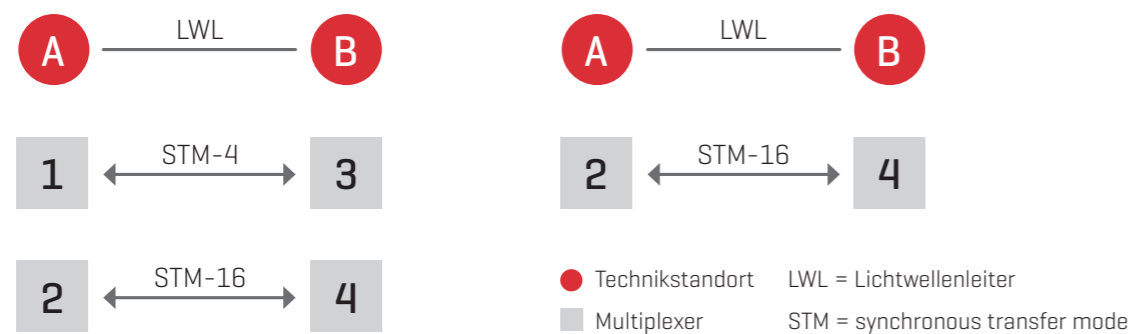 A LWL B
A LWL B
1 STM-4 3
2 STM-16 4
2 STM-16 4
Technikstandort LWL = Lichtwellenleiter
Multiplexer STM = synchronous transfer mode